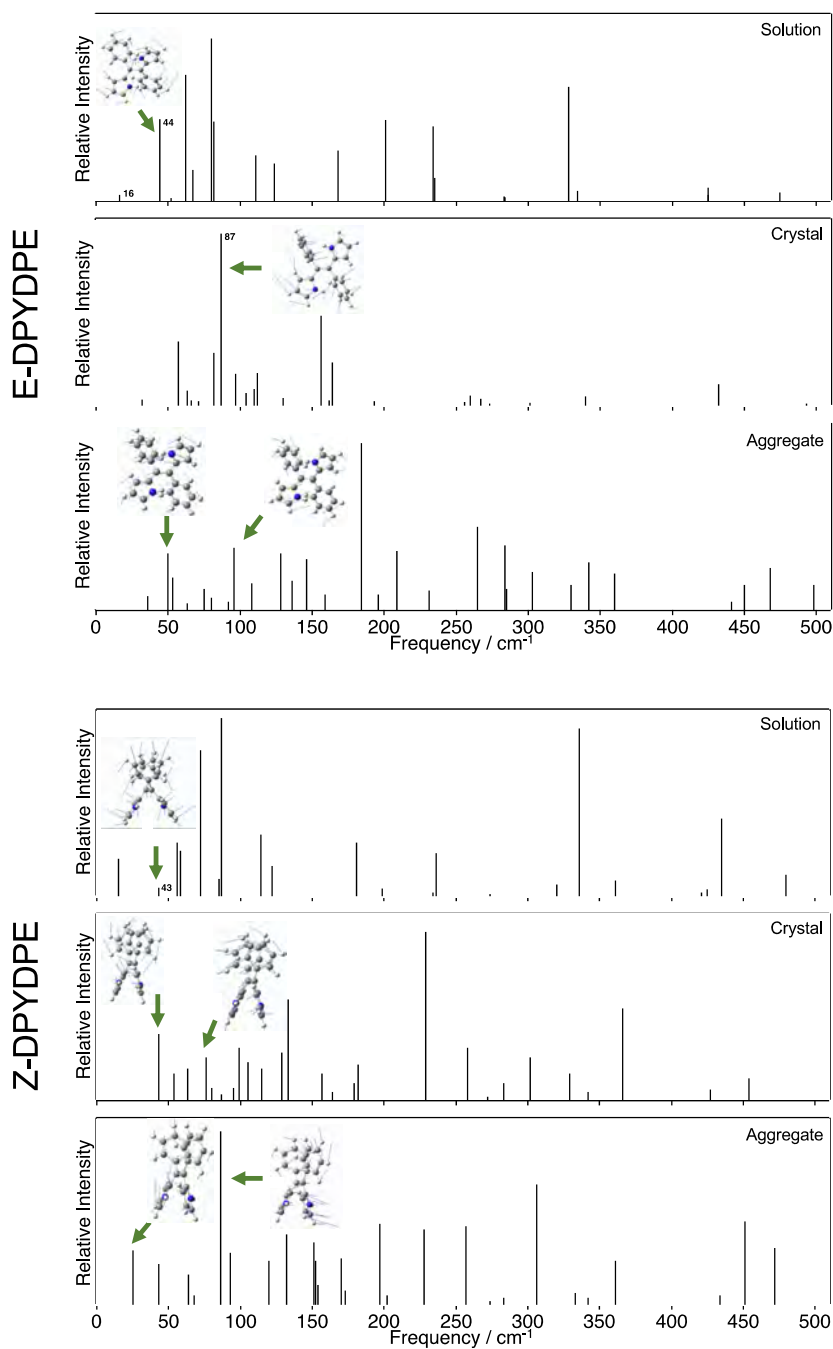 E-DPYDPE
Relative Intensity
Solution
44
16
Relative Intensity
Crystal
87
Relative Intensity
Aggregate
0 50 100 150 200 250 300 350 400 450 500
Frequency / cm⁻¹
Z-DPYDPE
Relative Intensity
Solution
43
Relative Intensity
Crystal
Relative Intensity
Aggregate
0 50 100 150 200 250 300 350 400 450 500
Frequency / cm⁻¹